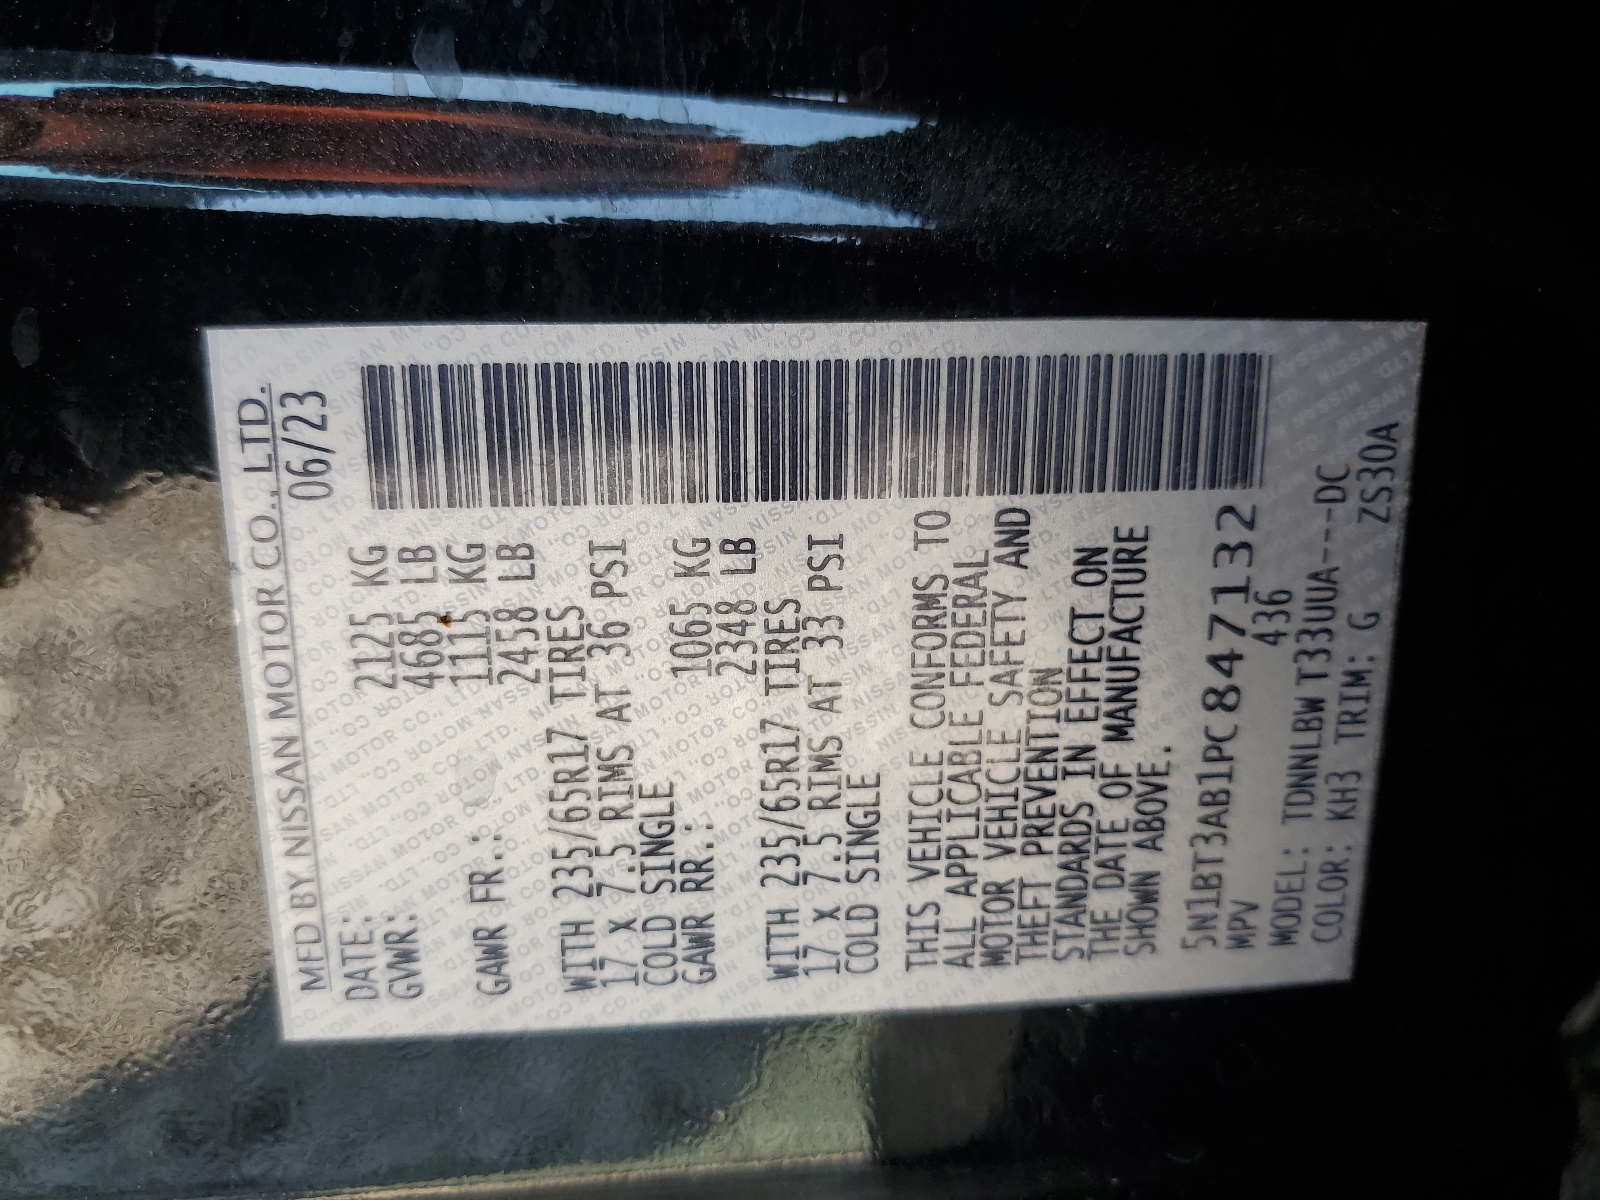 MFD BY NISSAN MOTOR CO., LTD.
DATE: 06/23
GVWR: 2125 KG
4685 LB
GAWR FR.: 1115 KG
2458 LB
WITH 235/65R17 TIRES
17 X 7.5 RIMS AT 36 PSI
COLD SINGLE
GAWR RR.: 1065 KG
2348 LB
WITH 235/65R17 TIRES
17 X 7.5 RIMS AT 33 PSI
COLD SINGLE
THIS VEHICLE CONFORMS TO
ALL APPLICABLE FEDERAL
MOTOR VEHICLE SAFETY AND
THEFT PREVENTION
STANDARDS IN EFFECT ON
THE DATE OF MANUFACTURE
SHOWN ABOVE.
5N1BT3AB1PC847132
MPV 436
MODEL: TDNNLBW T33UUA---DC
COLOR: KH3 TRIM: G ZS30A